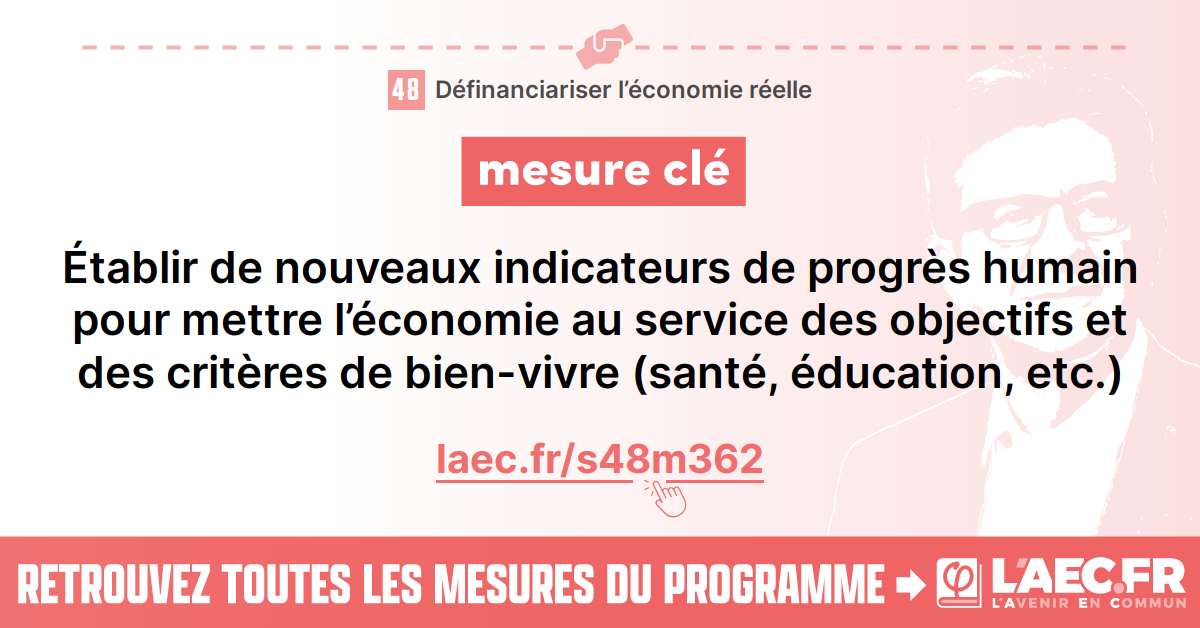 48 Définanciariser l’économie réelle
mesure clé
Établir de nouveaux indicateurs de progrès humain
pour mettre l’économie au service des objectifs et
des critères de bien-vivre (santé, éducation, etc.)
laec.fr/s48m362
RETROUVEZ TOUTES LES MESURES DU PROGRAMME
φ L'AEC.FR
L'AVENIR EN COMMUN